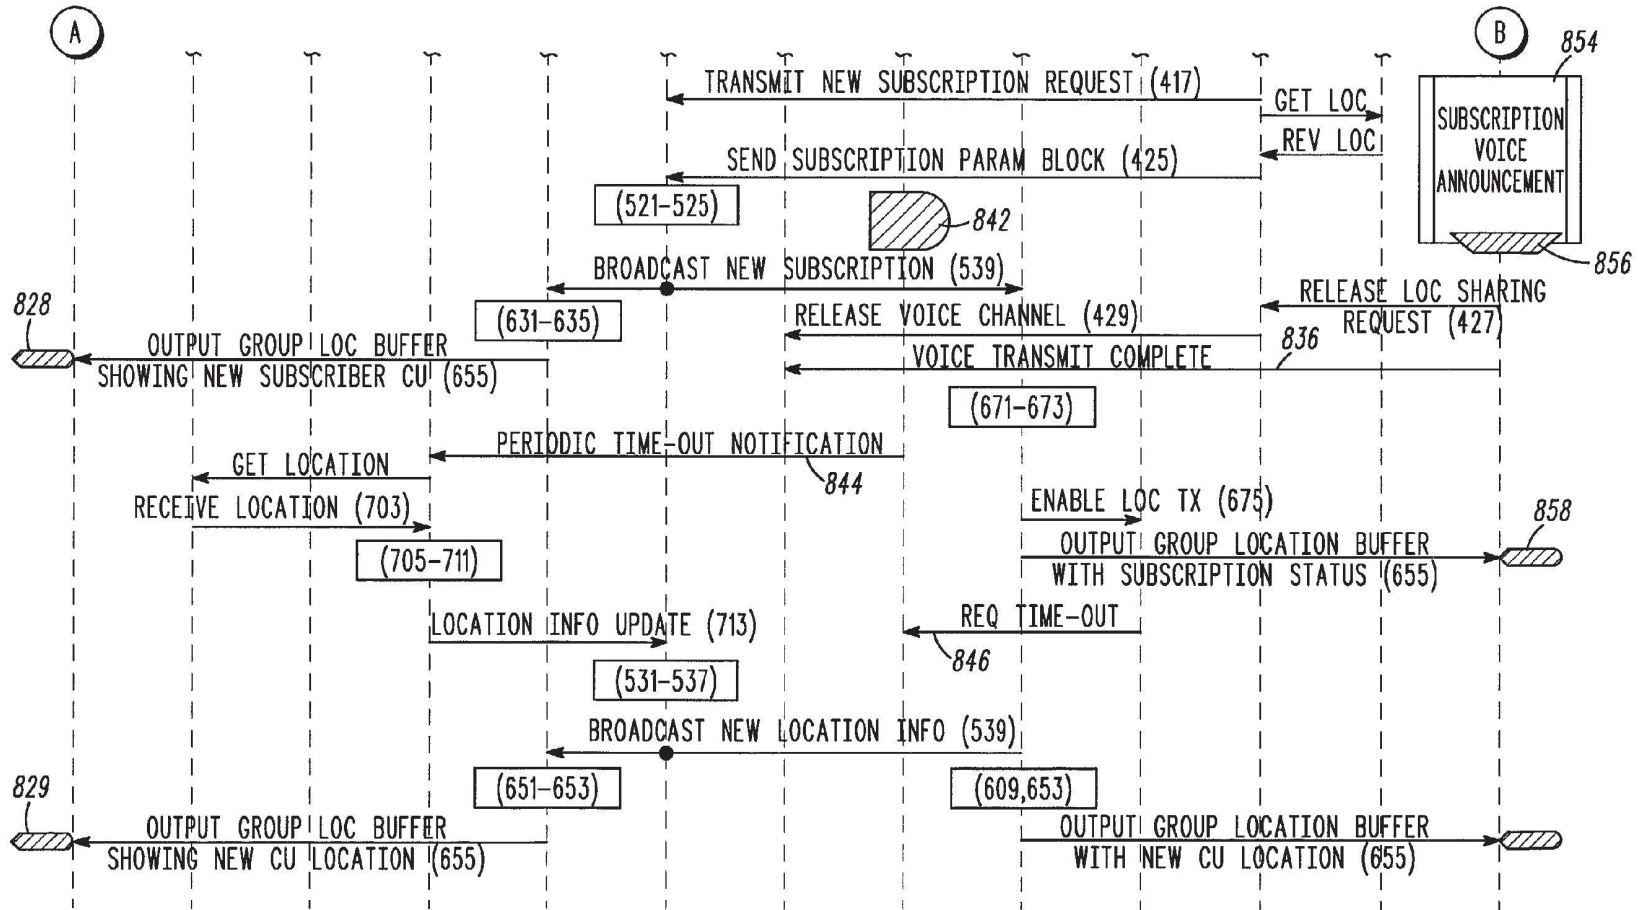 A
B
854
TRANSMIT NEW SUBSCRIPTION REQUEST (417)
GET LOC
REV LOC
SUBSCRIPTION
VOICE
ANNOUNCEMENT
SEND SUBSCRIPTION PARAM BLOCK (425)
(521-525)
842
856
BROADCAST NEW SUBSCRIPTION (539)
828
(631-635)
RELEASE LOC SHARING
REQUEST (427)
RELEASE VOICE CHANNEL (429)
836
OUTPUT GROUP LOC BUFFER
SHOWING NEW SUBSCRIBER CU (655)
VOICE TRANSMIT COMPLETE
(671-673)
PERIODIC TIME-OUT NOTIFICATION
844
GET LOCATION
RECEIVE LOCATION (703)
ENABLE LOC TX (675)
858
(705-711)
OUTPUT GROUP LOCATION BUFFER
WITH SUBSCRIPTION STATUS (655)
LOCATION INFO UPDATE (713)
REQ TIME-OUT
846
(531-537)
BROADCAST NEW LOCATION INFO (539)
829
(651-653)
(609,653)
OUTPUT GROUP LOC BUFFER
SHOWING NEW CU LOCATION (655)
OUTPUT GROUP LOCATION BUFFER
WITH NEW CU LOCATION (655)